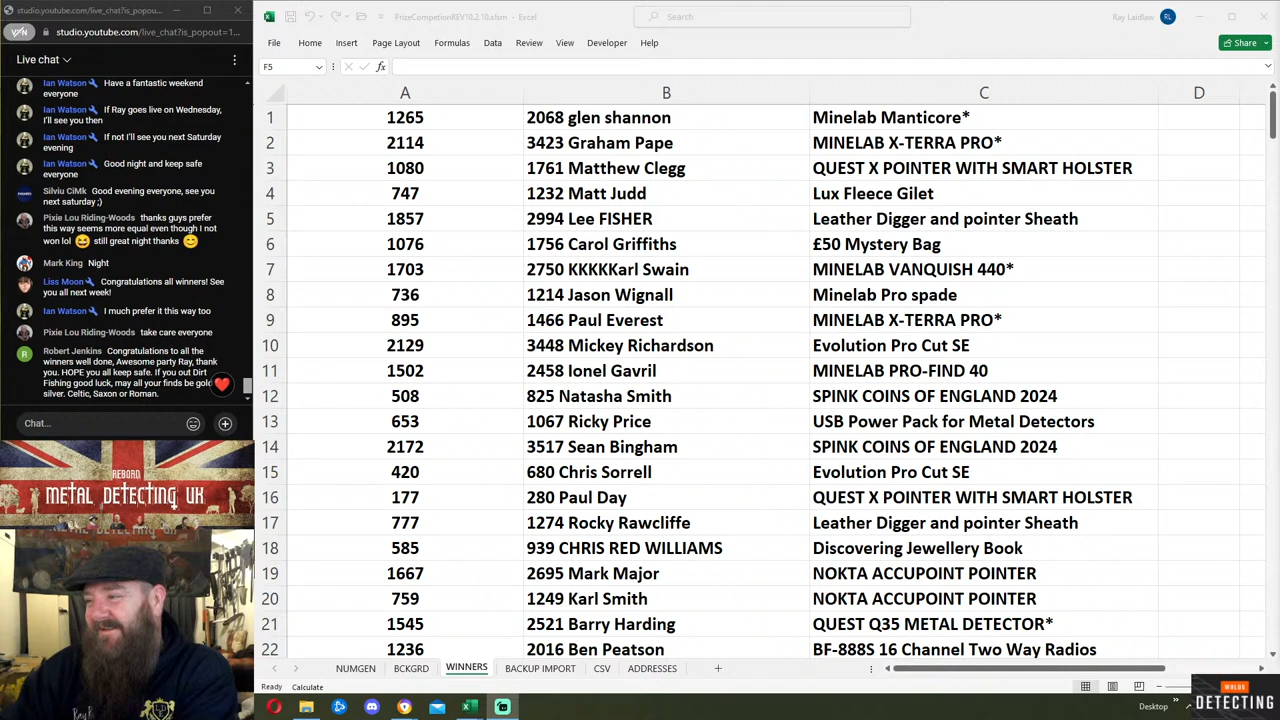 studio.youtube.com/live_chat?is_popou...
studio.youtube.com/live_chat?is_popout=1...
Live chat
Ian Watson Have a fantastic weekend
everyone
Ian Watson If Ray goes live on Wednesday,
I'll see you then
Ian Watson If not I'll see you next Saturday
evening
Ian Watson Good night and keep safe
everyone
Silviu CiMk Good evening everyone, see you
next saturday ;)
Pixie Lou Riding-Woods thanks guys prefer
this way seems more equal even though I not
won lol 😆 still great night thanks 😊
Mark King Night
Liss Moon Congratulations all winners! See
you all next week!
Ian Watson I much prefer it this way too
Pixie Lou Riding-Woods take care everyone
R
Robert Jenkins Congratulations to all the
winners well done, Awesome party Ray, thank
you. HOPE you all keep safe. If you out Dirt
Fishing good luck, may all your finds be gold
silver. Celtic, Saxon or Roman.
Chat...
REBORN
METAL DETECTING UK
PrizeCompetionREV10.2.10.xlsm - Excel
Search
Ray Laidlaw RL
File Home Insert Page Layout Formulas Data Review View Developer Help
Share
F5 fx
A B C D
1 1265 2068 glen shannon Minelab Manticore*
2 2114 3423 Graham Pape MINELAB X-TERRA PRO*
3 1080 1761 Matthew Clegg QUEST X POINTER WITH SMART HOLSTER
4 747 1232 Matt Judd Lux Fleece Gilet
5 1857 2994 Lee FISHER Leather Digger and pointer Sheath
6 1076 1756 Carol Griffiths £50 Mystery Bag
7 1703 2750 KKKKKarl Swain MINELAB VANQUISH 440*
8 736 1214 Jason Wignall Minelab Pro spade
9 895 1466 Paul Everest MINELAB X-TERRA PRO*
10 2129 3448 Mickey Richardson Evolution Pro Cut SE
11 1502 2458 Ionel Gavril MINELAB PRO-FIND 40
12 508 825 Natasha Smith SPINK COINS OF ENGLAND 2024
13 653 1067 Ricky Price USB Power Pack for Metal Detectors
14 2172 3517 Sean Bingham SPINK COINS OF ENGLAND 2024
15 420 680 Chris Sorrell Evolution Pro Cut SE
16 177 280 Paul Day QUEST X POINTER WITH SMART HOLSTER
17 777 1274 Rocky Rawcliffe Leather Digger and pointer Sheath
18 585 939 CHRIS RED WILLIAMS Discovering Jewellery Book
19 1667 2695 Mark Major NOKTA ACCUPOINT POINTER
20 759 1249 Karl Smith NOKTA ACCUPOINT POINTER
21 1545 2521 Barry Harding QUEST Q35 METAL DETECTOR*
22 1236 2016 Ben Peatson BF-888S 16 Channel Two Way Radios
NUMGEN BCKGRD WINNERS BACKUP IMPORT CSV ADDRESSES +
Ready Calculate
Desktop
DETECTING